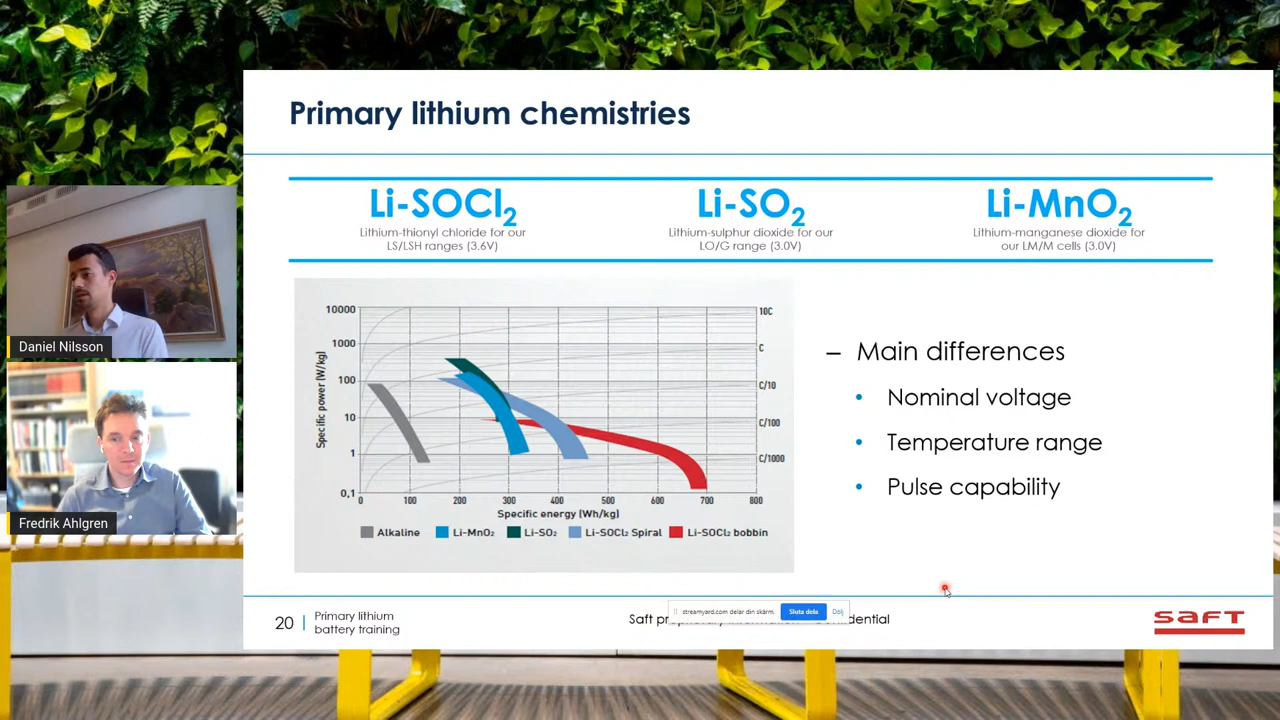 Primary lithium chemistries
Li-SOCl₂
Lithium-thionyl chloride for our
LS/LSH ranges (3.6V)
Li-SO₂
Lithium-sulphur dioxide for our
LO/G range (3.0V)
Li-MnO₂
Lithium-manganese dioxide for
our LM/M cells (3.0V)
Daniel Nilsson
Fredrik Ahlgren
Specific power (W/kg)
10000
1000
100
10
1
0,1
10C
C
C/10
C/100
C/1000
0 100 200 300 400 500 600 700 800
Specific energy (Wh/kg)
Alkaline Li-MnO₂ Li-SO₂ Li-SOCl₂ Spiral Li-SOCl₂ bobbin
– Main differences
• Nominal voltage
• Temperature range
• Pulse capability
20 | Primary lithium
battery training
Saft
streamyard.com delar din skärm. Sluta dela Dölj
SAFT